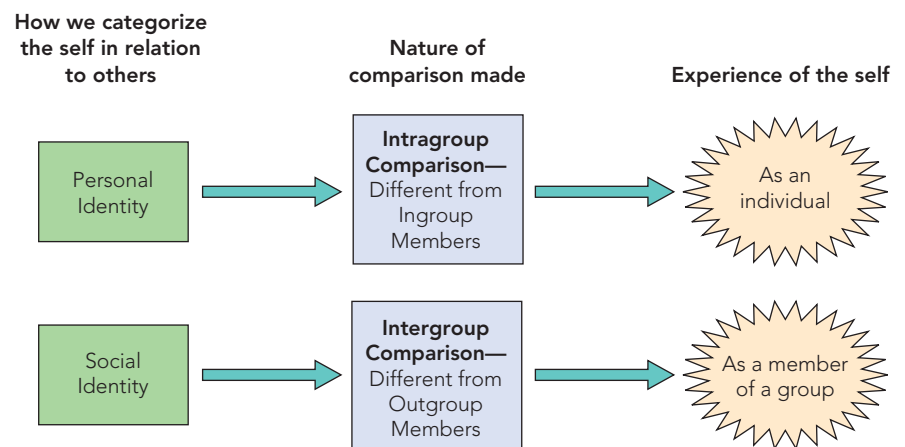 How we categorize
the self in relation
to others
Nature of
comparison made
Experience of the self
Personal
Identity
Intragroup
Comparison—
Different from
Ingroup
Members
As an
individual
Social
Identity
Intergroup
Comparison—
Different from
Outgroup
Members
As a member
of a group